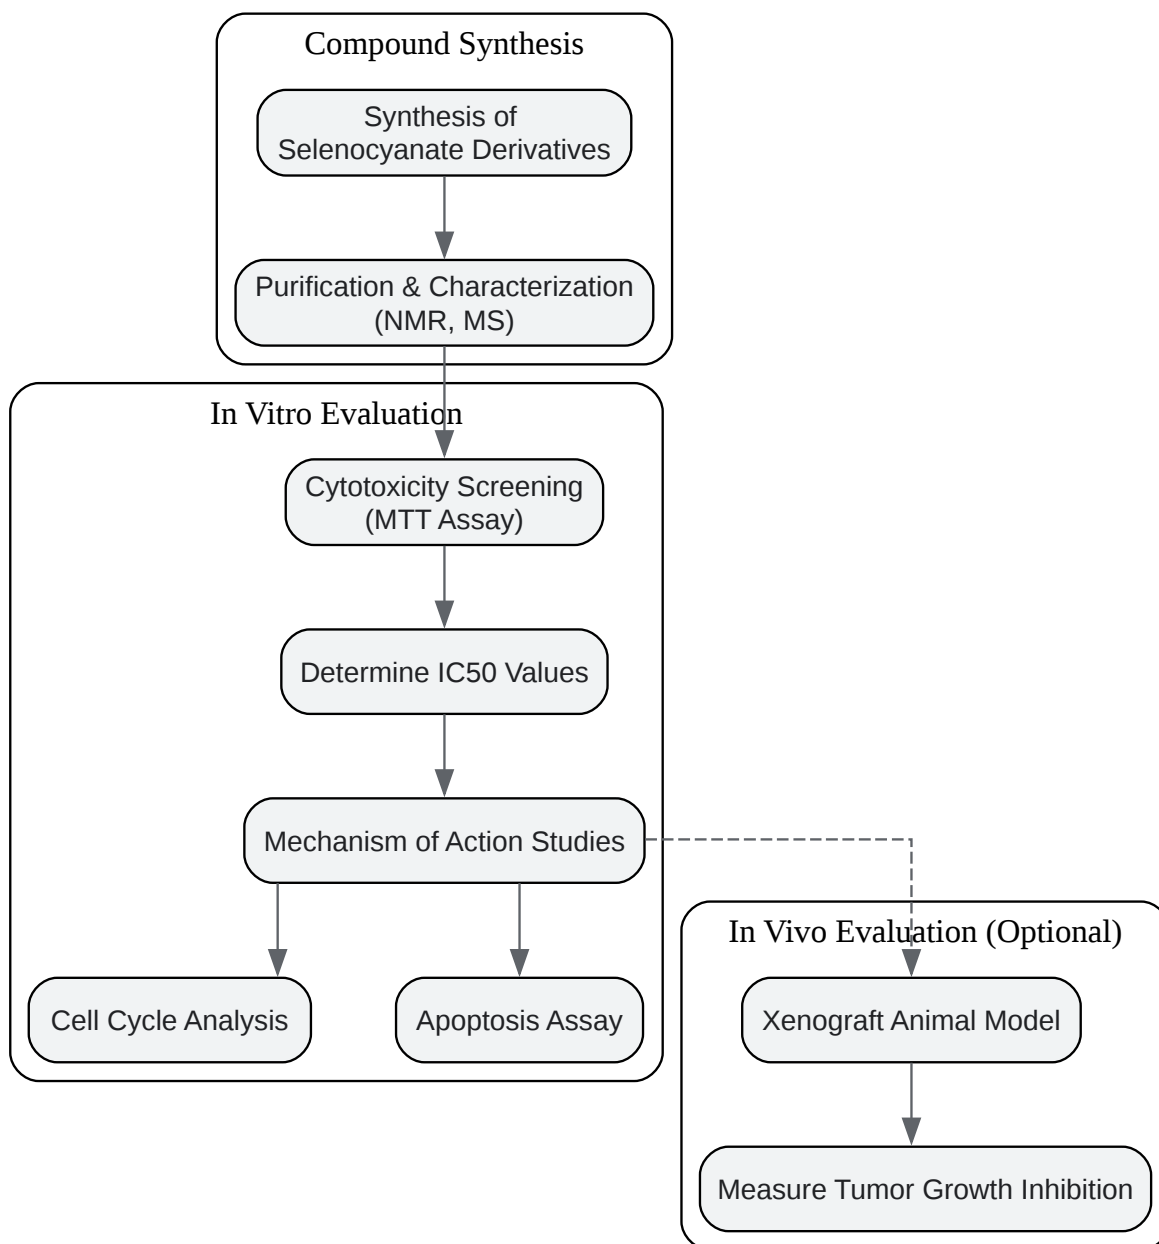 Compound Synthesis
Synthesis of
Selenocyanate Derivatives
Purification & Characterization
(NMR, MS)
In Vitro Evaluation
Cytotoxicity Screening
(MTT Assay)
Determine IC50 Values
Mechanism of Action Studies
Cell Cycle Analysis
Apoptosis Assay
In Vivo Evaluation (Optional)
Xenograft Animal Model
Measure Tumor Growth Inhibition